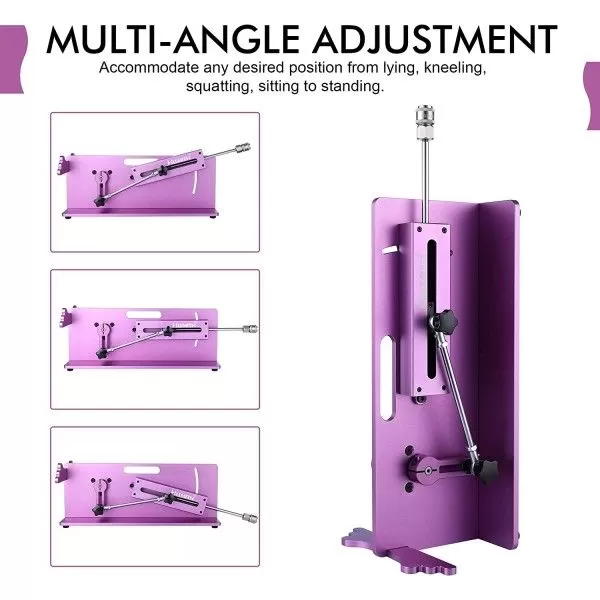 MULTI-ANGLE ADJUSTMENT
Accommodate any desired position from lying, kneeling,
squatting, sitting to standing.